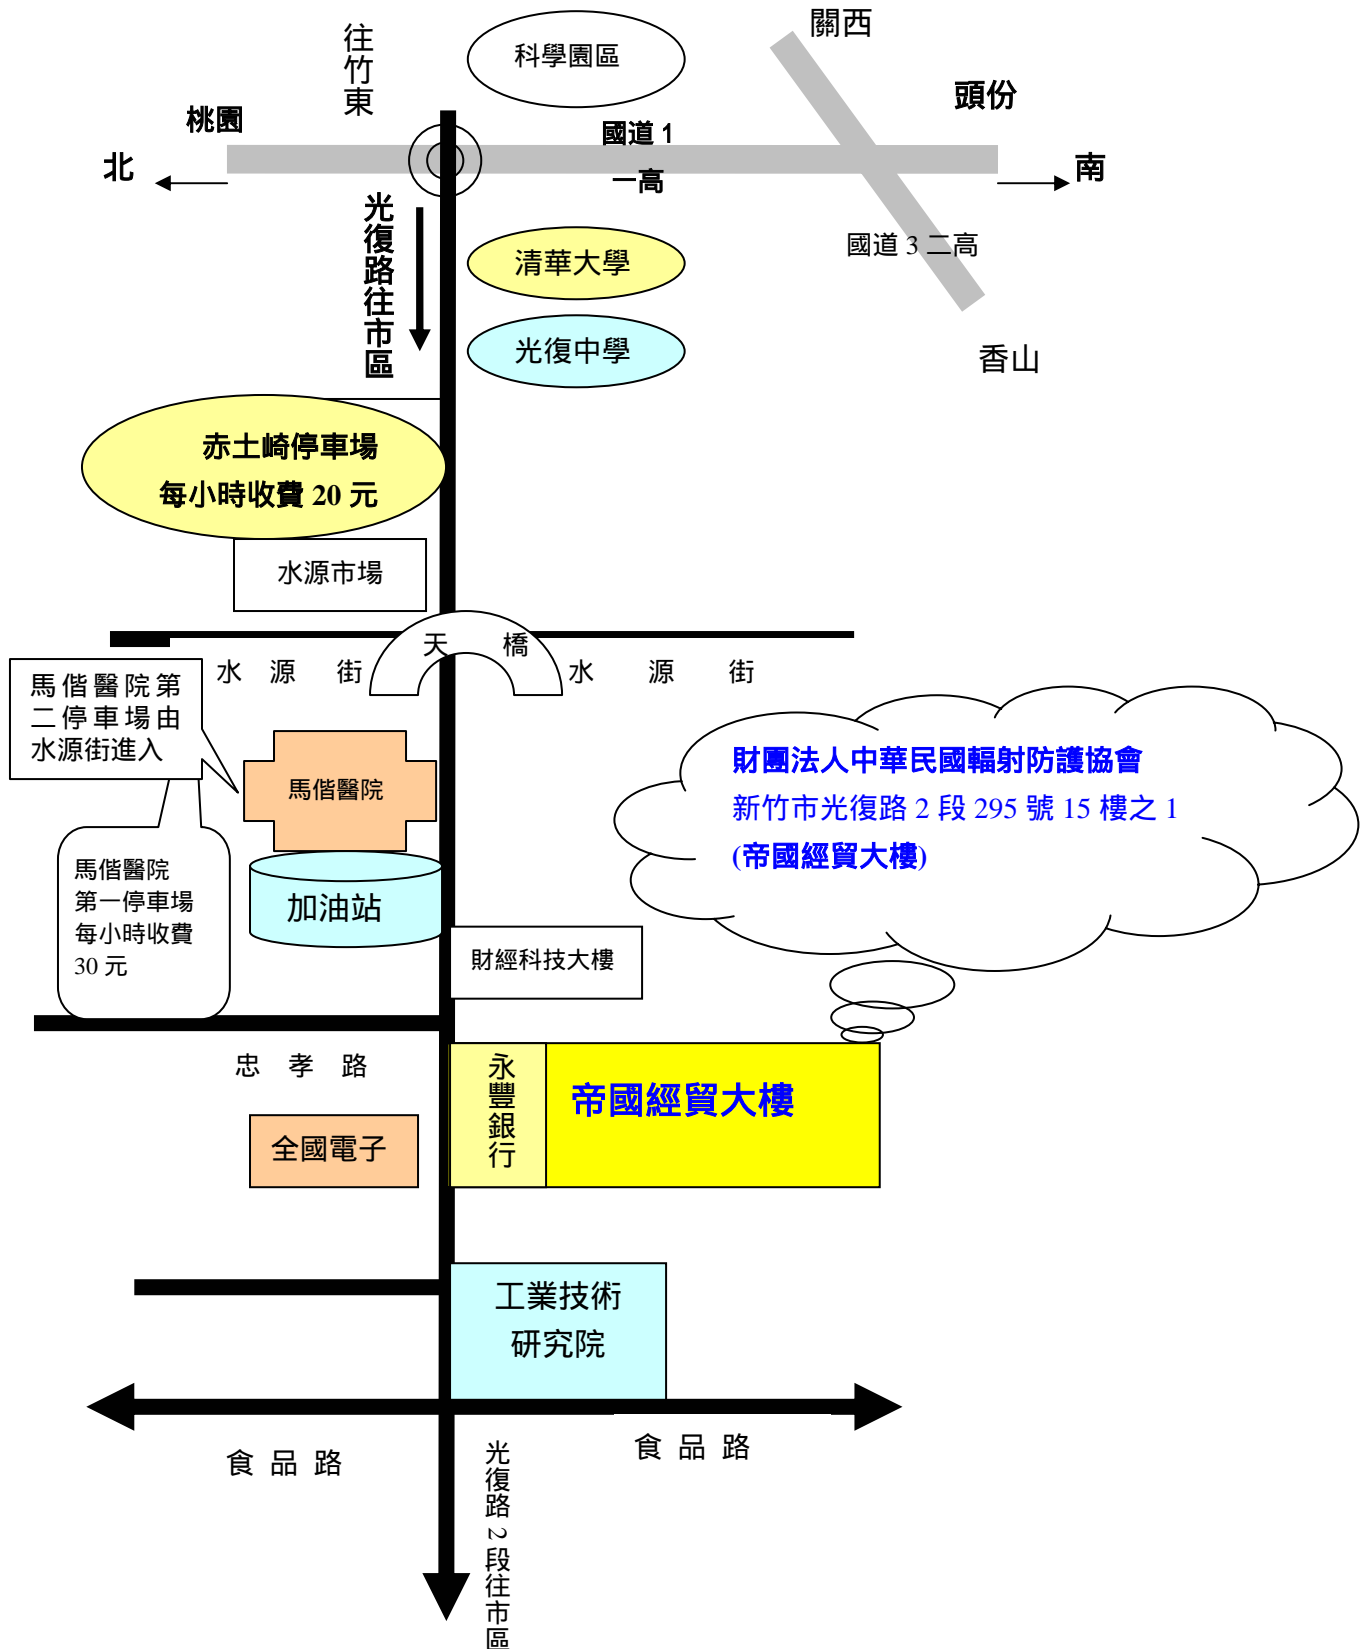 往竹東
科學園區
關西
桃園
國道 1
頭份
北
一高
南
光復路往市區
清華大學
國道 3 二高
光復中學
香山
赤土崎停車場
每小時收費 20 元
水源市場
天橋
水源街
水源街
馬偕醫院第
二停車場由
水源街進入
馬偕醫院
財團法人中華民國輻射防護協會
新竹市光復路 2 段 295 號 15 樓之 1
(帝國經貿大樓)
馬偕醫院
第一停車場
每小時收費
30 元
加油站
財經科技大樓
忠孝路
永豐銀行
帝國經貿大樓
全國電子
工業技術
研究院
食品路
食品路
光復路 2 段往市區